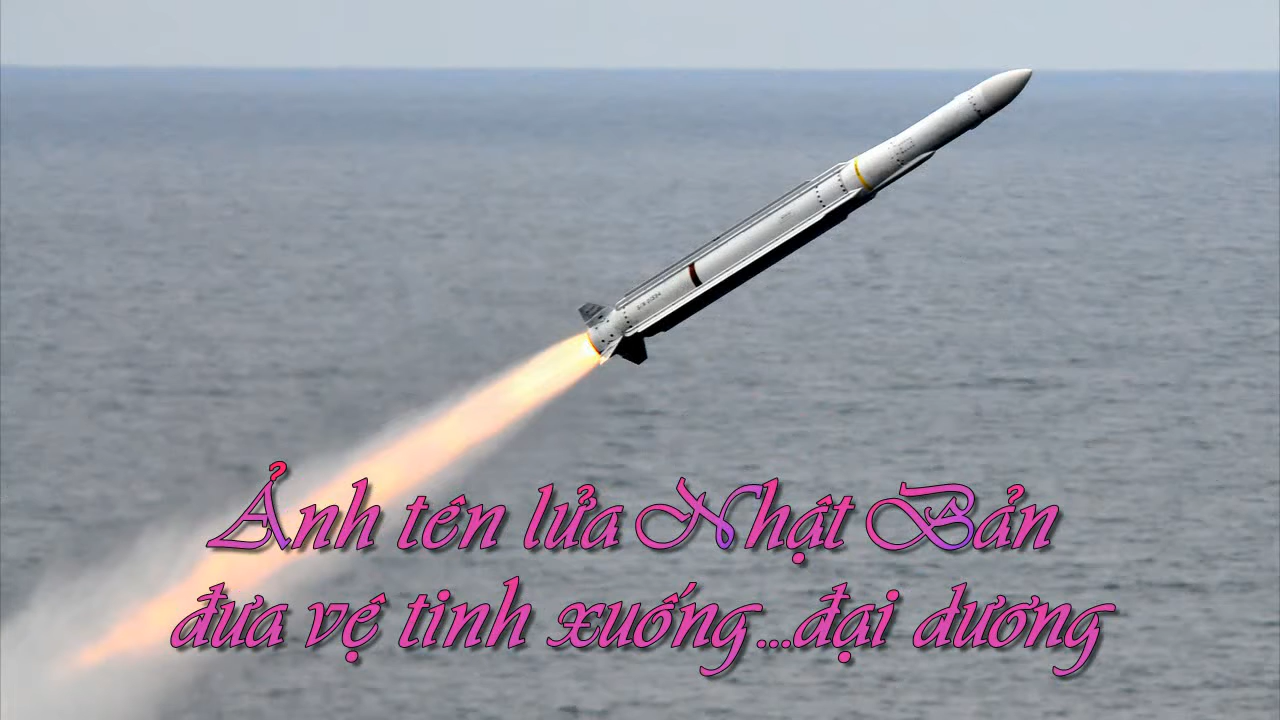 Ảnh tên lửa Nhật Bản
đưa vệ tinh xuống...đại dương